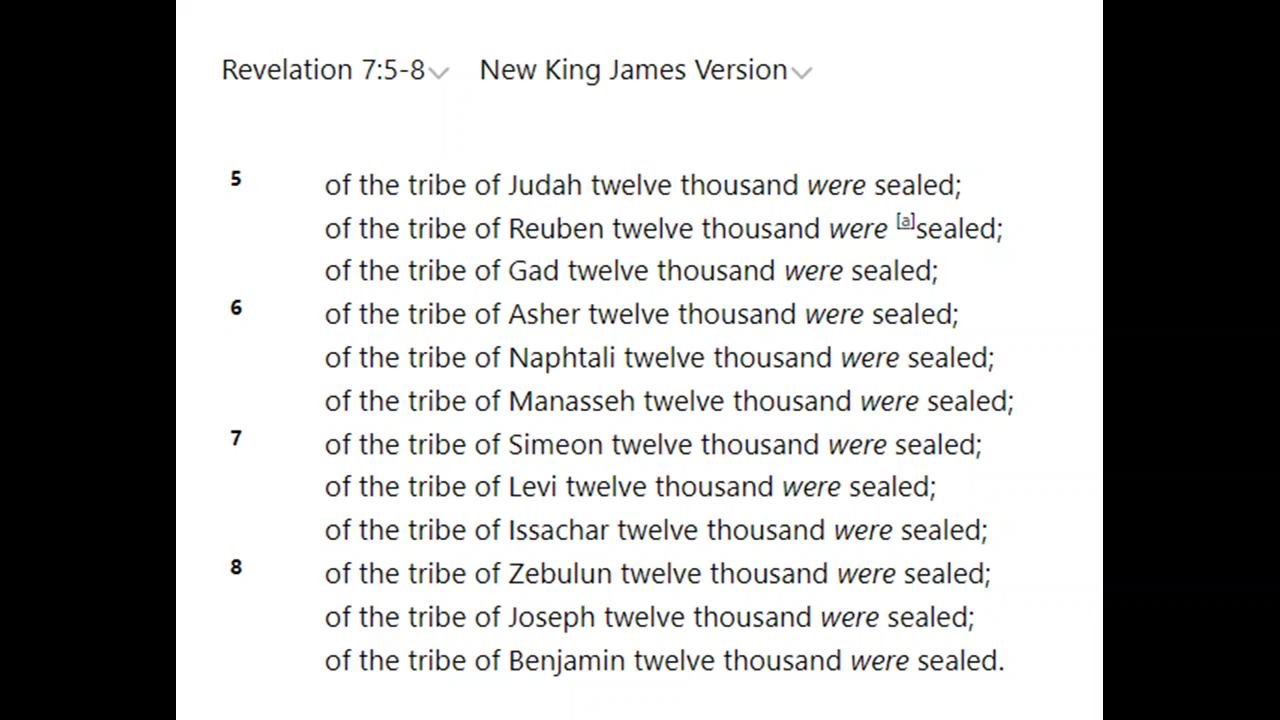 Revelation 7:5-8 New King James Version
5 of the tribe of Judah twelve thousand were sealed;
of the tribe of Reuben twelve thousand were [a]sealed;
of the tribe of Gad twelve thousand were sealed;
6 of the tribe of Asher twelve thousand were sealed;
of the tribe of Naphtali twelve thousand were sealed;
of the tribe of Manasseh twelve thousand were sealed;
7 of the tribe of Simeon twelve thousand were sealed;
of the tribe of Levi twelve thousand were sealed;
of the tribe of Issachar twelve thousand were sealed;
8 of the tribe of Zebulun twelve thousand were sealed;
of the tribe of Joseph twelve thousand were sealed;
of the tribe of Benjamin twelve thousand were sealed.